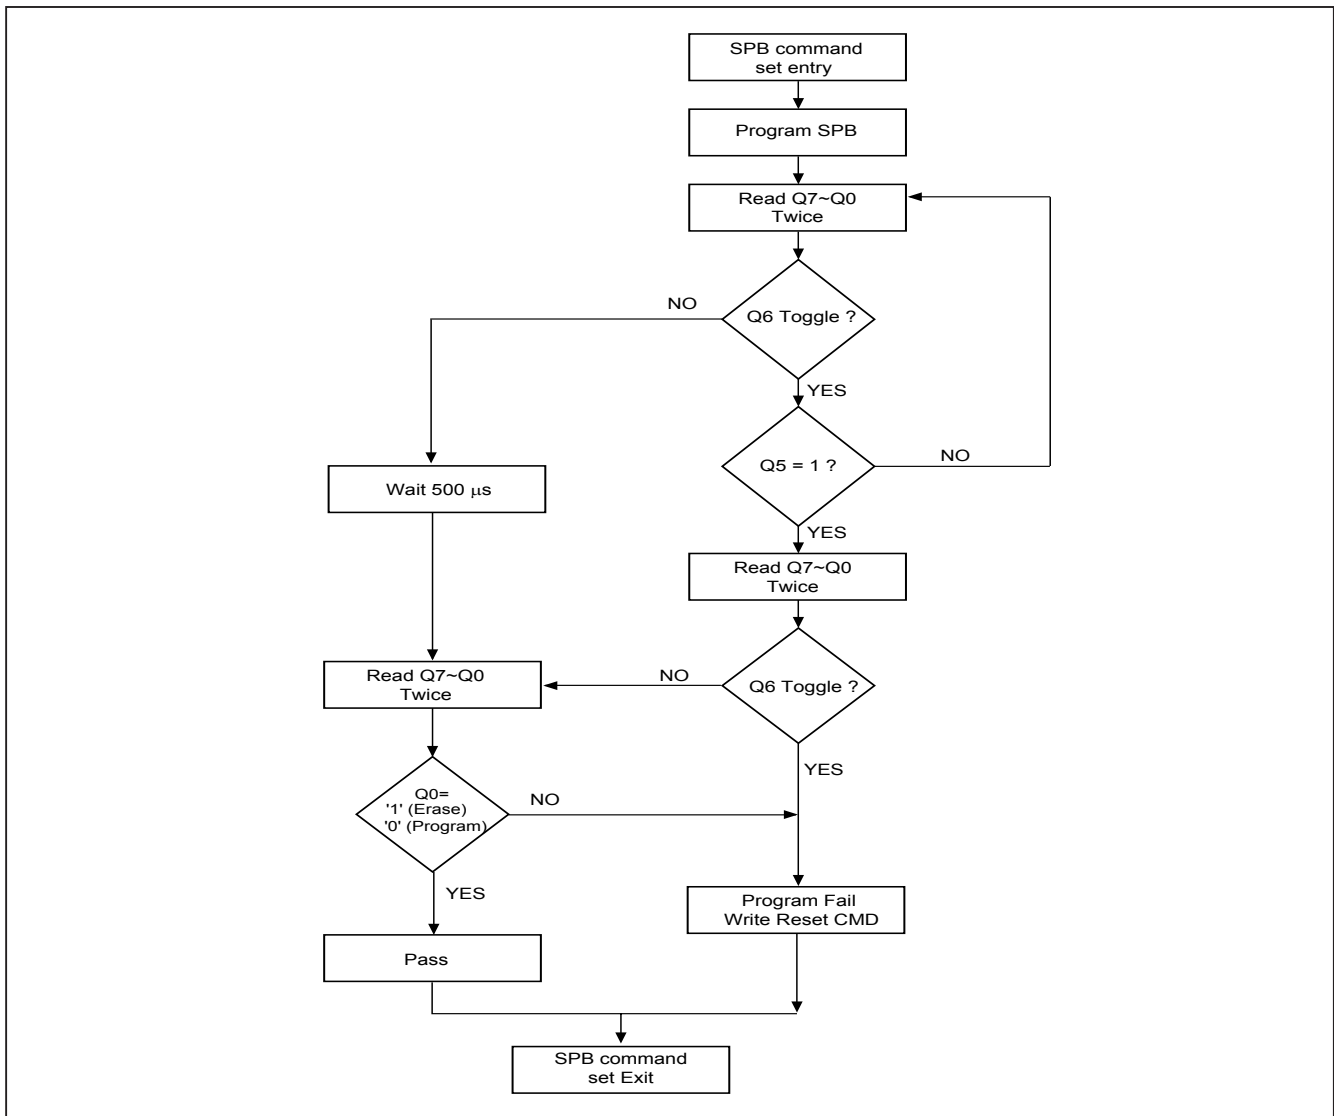 SPB command
set entry
Program SPB
Read Q7~Q0
Twice
NO
Q6 Toggle ?
YES
Q5 = 1 ?
NO
Wait 500 μs
YES
Read Q7~Q0
Twice
Read Q7~Q0
Twice
NO
Q6 Toggle ?
YES
Q0=
'1' (Erase)
'0' (Program)
NO
YES
Program Fail
Write Reset CMD
Pass
SPB command
set Exit